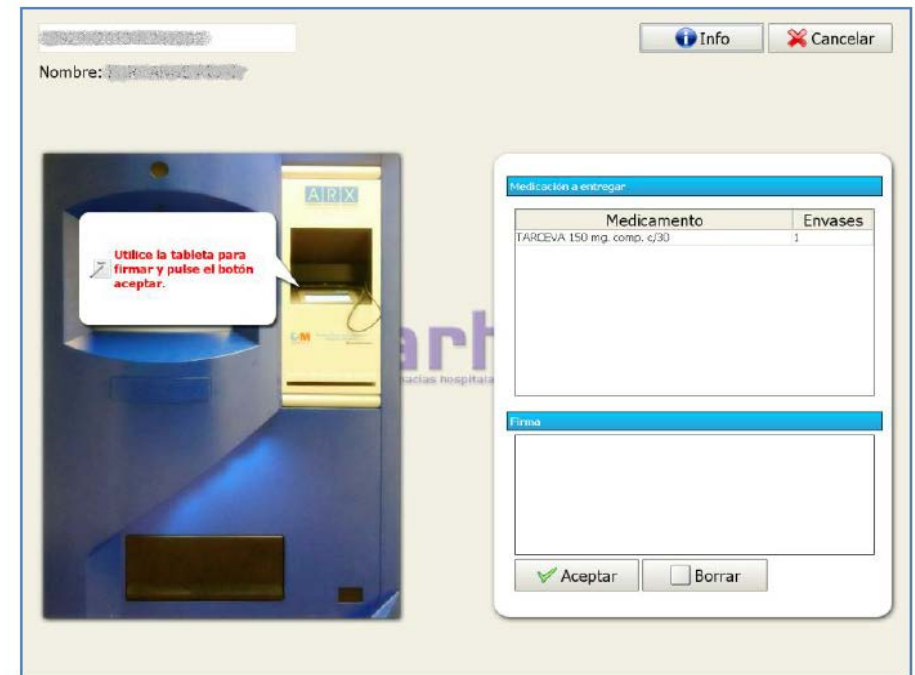 Info
Cancelar
Nombre:
ARX
Utilice la tableta para
firmar y pulse el botón
aceptar.
Medicación a entregar
Medicamento Envases
TARCEVA 150 mg. comp. c/30 1
Firma
Aceptar
Borrar